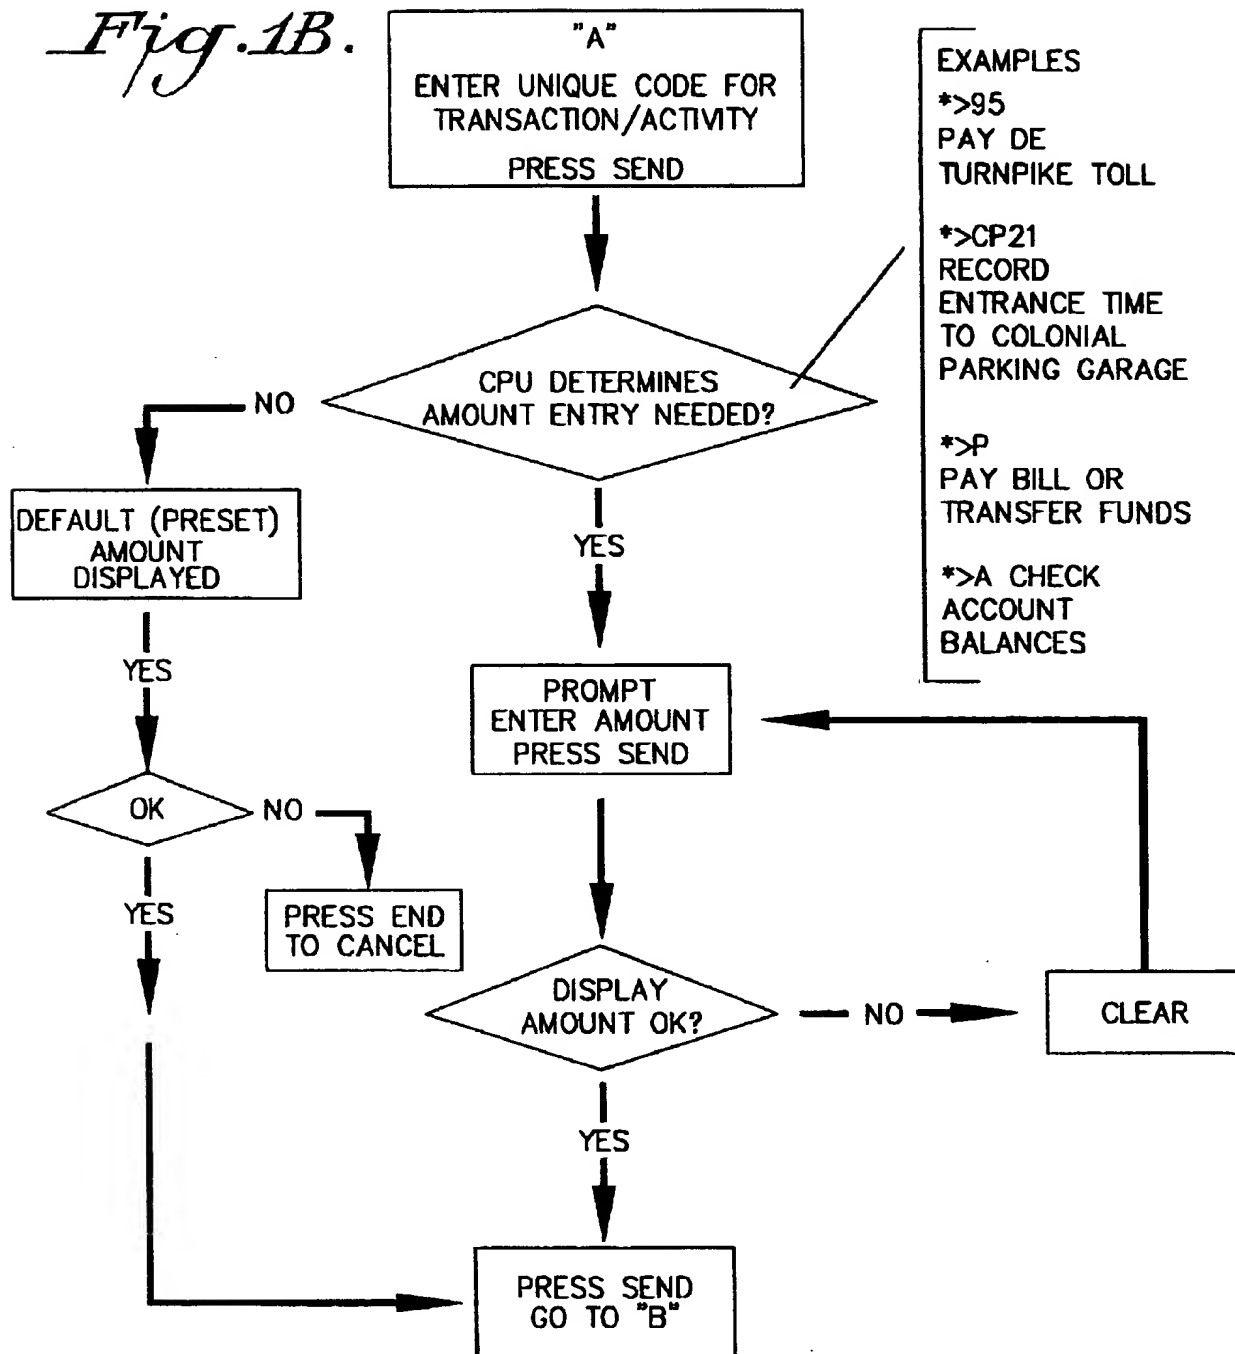 Fig.1B.
"A"
ENTER UNIQUE CODE FOR
TRANSACTION/ACTIVITY
PRESS SEND
EXAMPLES
*>95
PAY DE
TURNPIKE TOLL
*>CP21
RECORD
ENTRANCE TIME
TO COLONIAL
PARKING GARAGE
*>P
PAY BILL OR
TRANSFER FUNDS
*>A CHECK
ACCOUNT
BALANCES
CPU DETERMINES
AMOUNT ENTRY NEEDED?
NO
DEFAULT (PRESET)
AMOUNT
DISPLAYED
YES
YES
PROMPT
ENTER AMOUNT
PRESS SEND
OK
NO
YES
PRESS END
TO CANCEL
DISPLAY
AMOUNT OK?
NO
CLEAR
YES
PRESS SEND
GO TO "B"